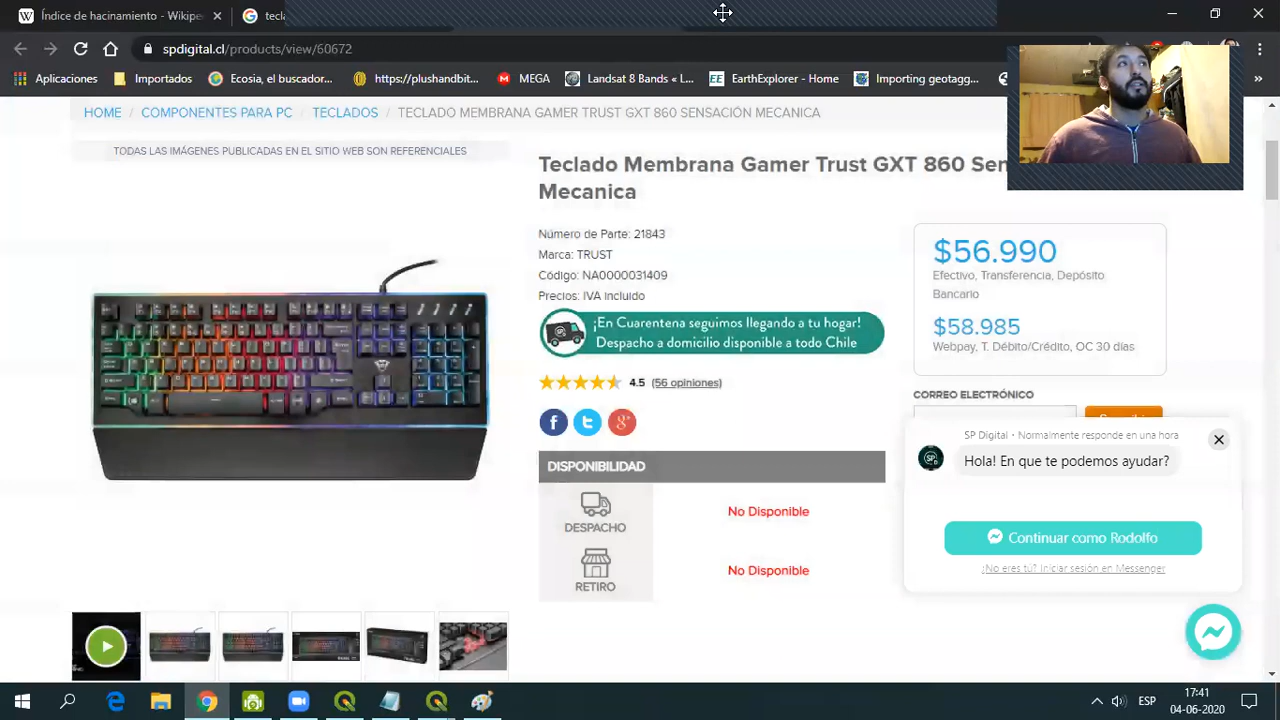 Índice de hacinamiento - Wikipe
tecla
spdigital.cl/products/view/60672
Aplicaciones
Importados
Ecosia, el buscador...
https://plushandbit...
MEGA
Landsat 8 Bands « L...
EarthExplorer - Home
Importing geotagg...
»
HOME / COMPONENTES PARA PC / TECLADOS / TECLADO MEMBRANA GAMER TRUST GXT 860 SENSACIÓN MECANICA
TODAS LAS IMÁGENES PUBLICADAS EN EL SITIO WEB SON REFERENCIALES
Teclado Membrana Gamer Trust GXT 860 Sen
Mecanica
Número de Parte: 21843
Marca: TRUST
Código: NA0000031409
Precios: IVA incluido
¡En Cuarentena seguimos llegando a tu hogar!
Despacho a domicilio disponible a todo Chile
4.5 (56 opiniones)
DISPONIBILIDAD
DESPACHO
No Disponible
RETIRO
No Disponible
$56.990
Efectivo, Transferencia, Depósito
Bancario
$58.985
Webpay, T. Débito/Crédito, OC 30 dias
CORREO ELECTRÓNICO
SP Digital • Normalmente responde en una hora
Hola! En que te podemos ayudar?
Continuar como Rodolfo
¿No eres tú? Iniciar sesión en Messenger
ESP
17:41
04-06-2020